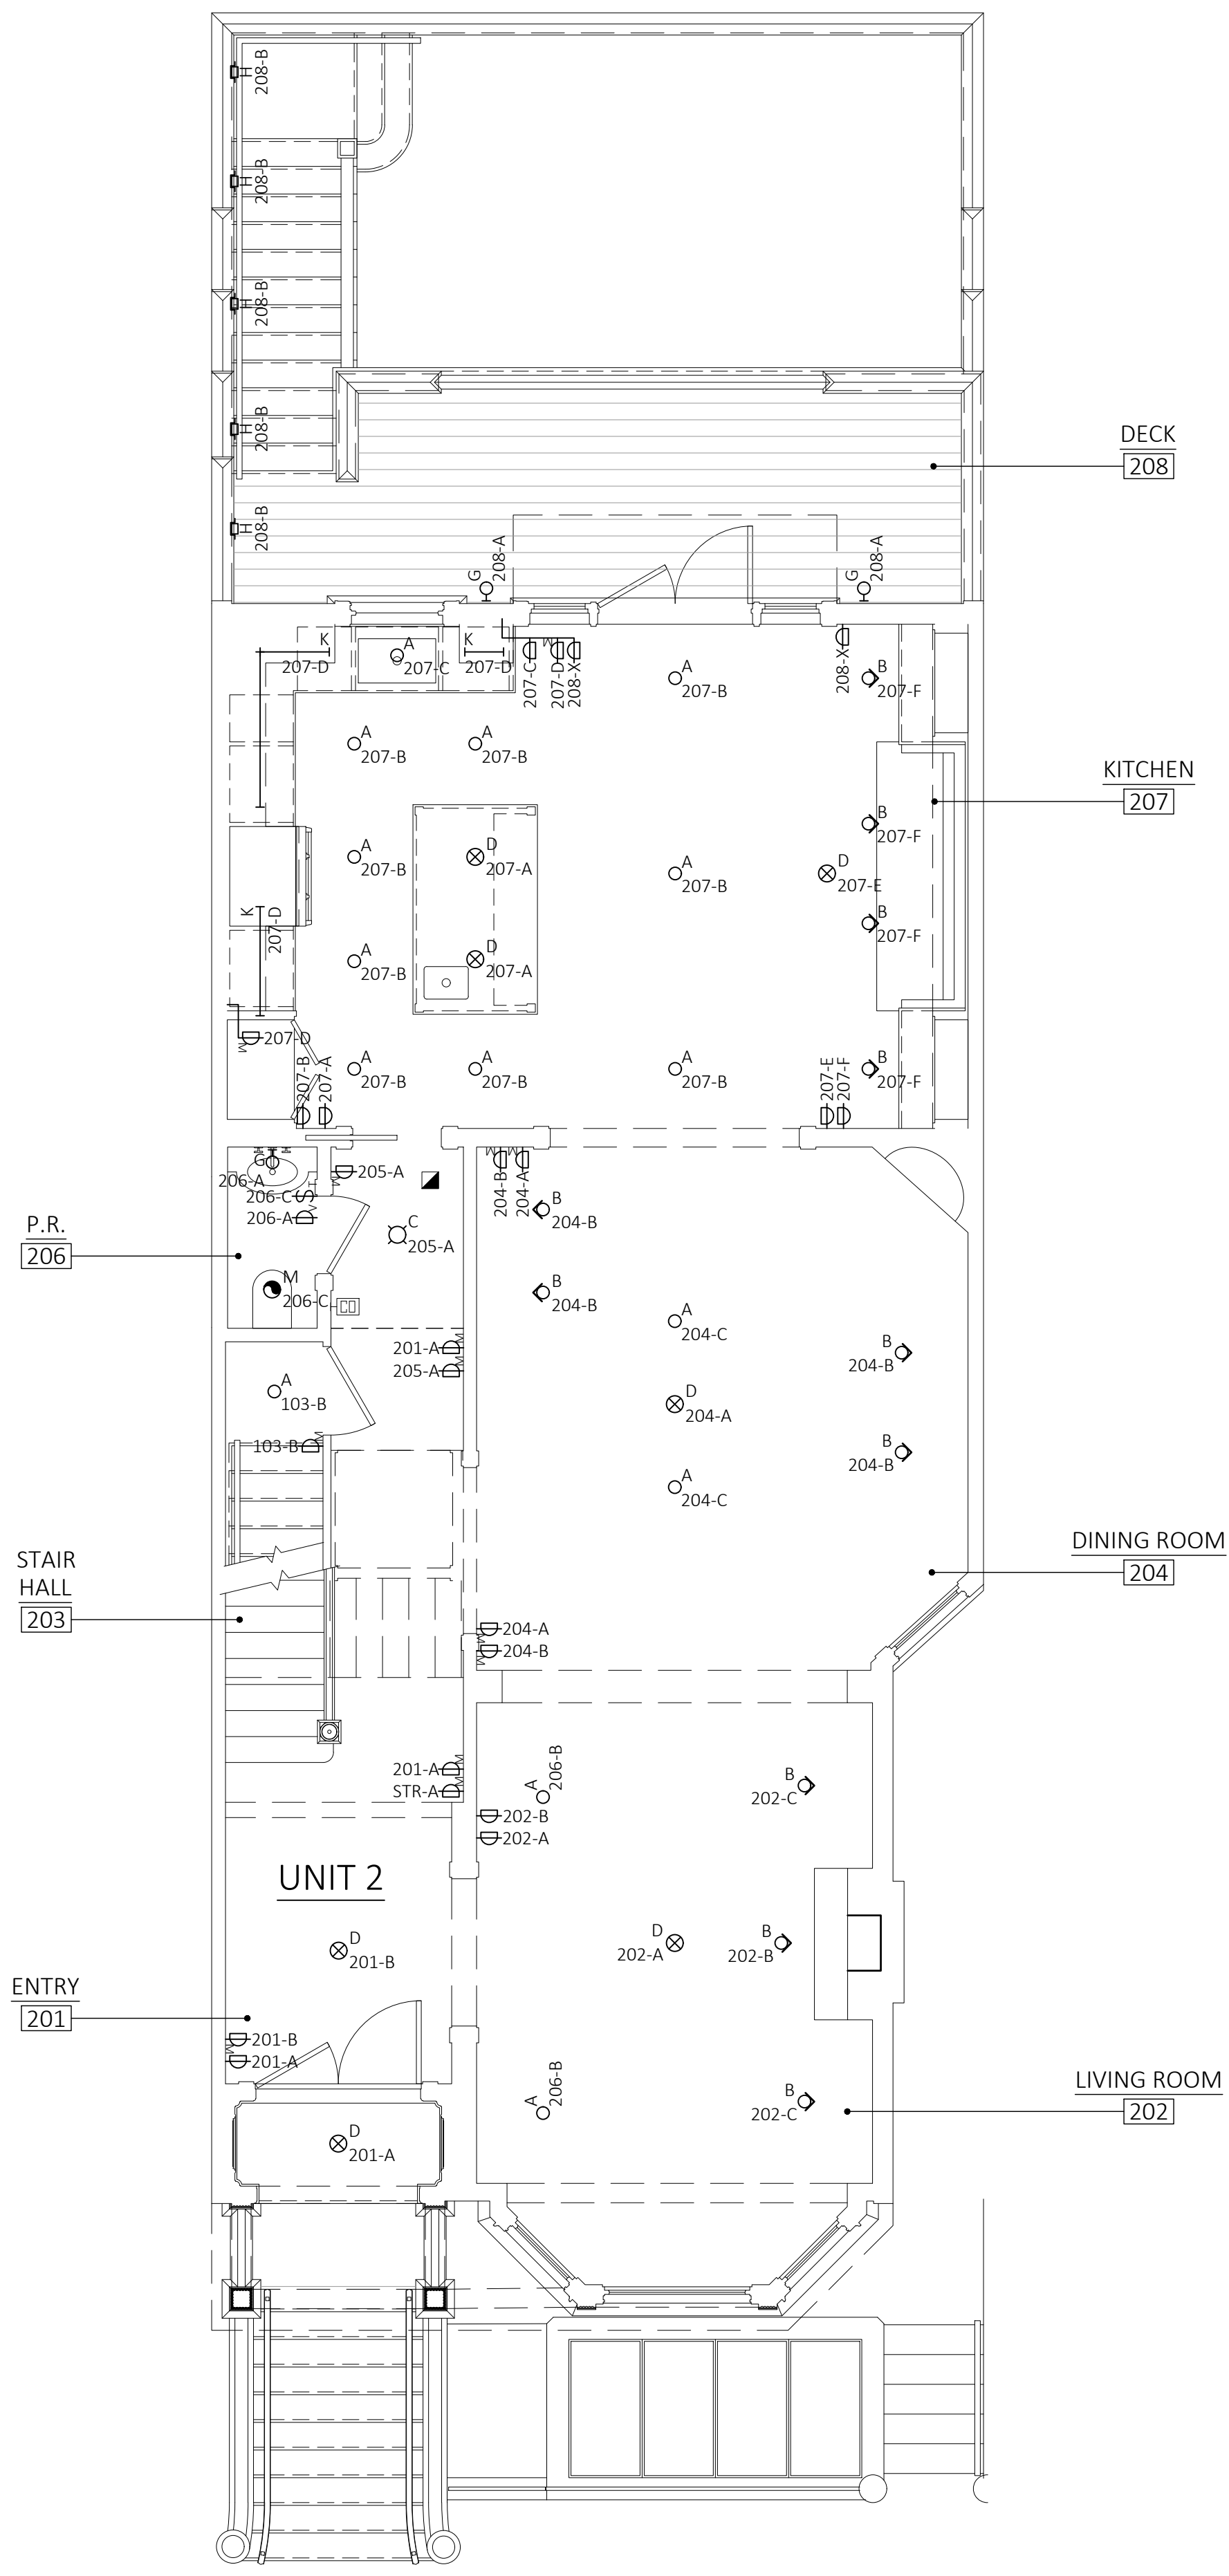 208-B
H
208-B
H
208-B
H
208-B
H
DECK
208
208-B
H
G
208-A
G
208-A
K
207-D
A
207-C
K
207-D
207-C
M
207-D
208-X
208-X
A
207-B
B
207-F
A
207-B
A
207-B
KITCHEN
207
B
207-F
A
207-B
D
207-A
A
207-B
D
207-E
K
207-D
B
207-F
A
207-B
D
207-A
M
207-D
207-B
207-A
A
207-B
A
207-B
A
207-B
207-E
207-F
B
207-F
H
H
G
206-A
M
205-A
M
204-B
M
204-A
206-C
S
T
206-A
V
B
204-B
P.R.
206
C
205-A
M
206-C
B
204-B
A
204-C
201-A
M
205-A
M
B
204-B
A
103-B
D
204-A
103-B
M
B
204-B
A
204-C
STAIR
HALL
203
DINING ROOM
204
204-A
M
204-B
M
201-A
M
STR-A
M
A
206-B
B
202-C
202-B
202-A
UNIT 2
D
201-B
D
202-A
B
202-B
ENTRY
201
201-B
M
201-A
A
206-B
B
202-C
LIVING ROOM
202
D
201-A